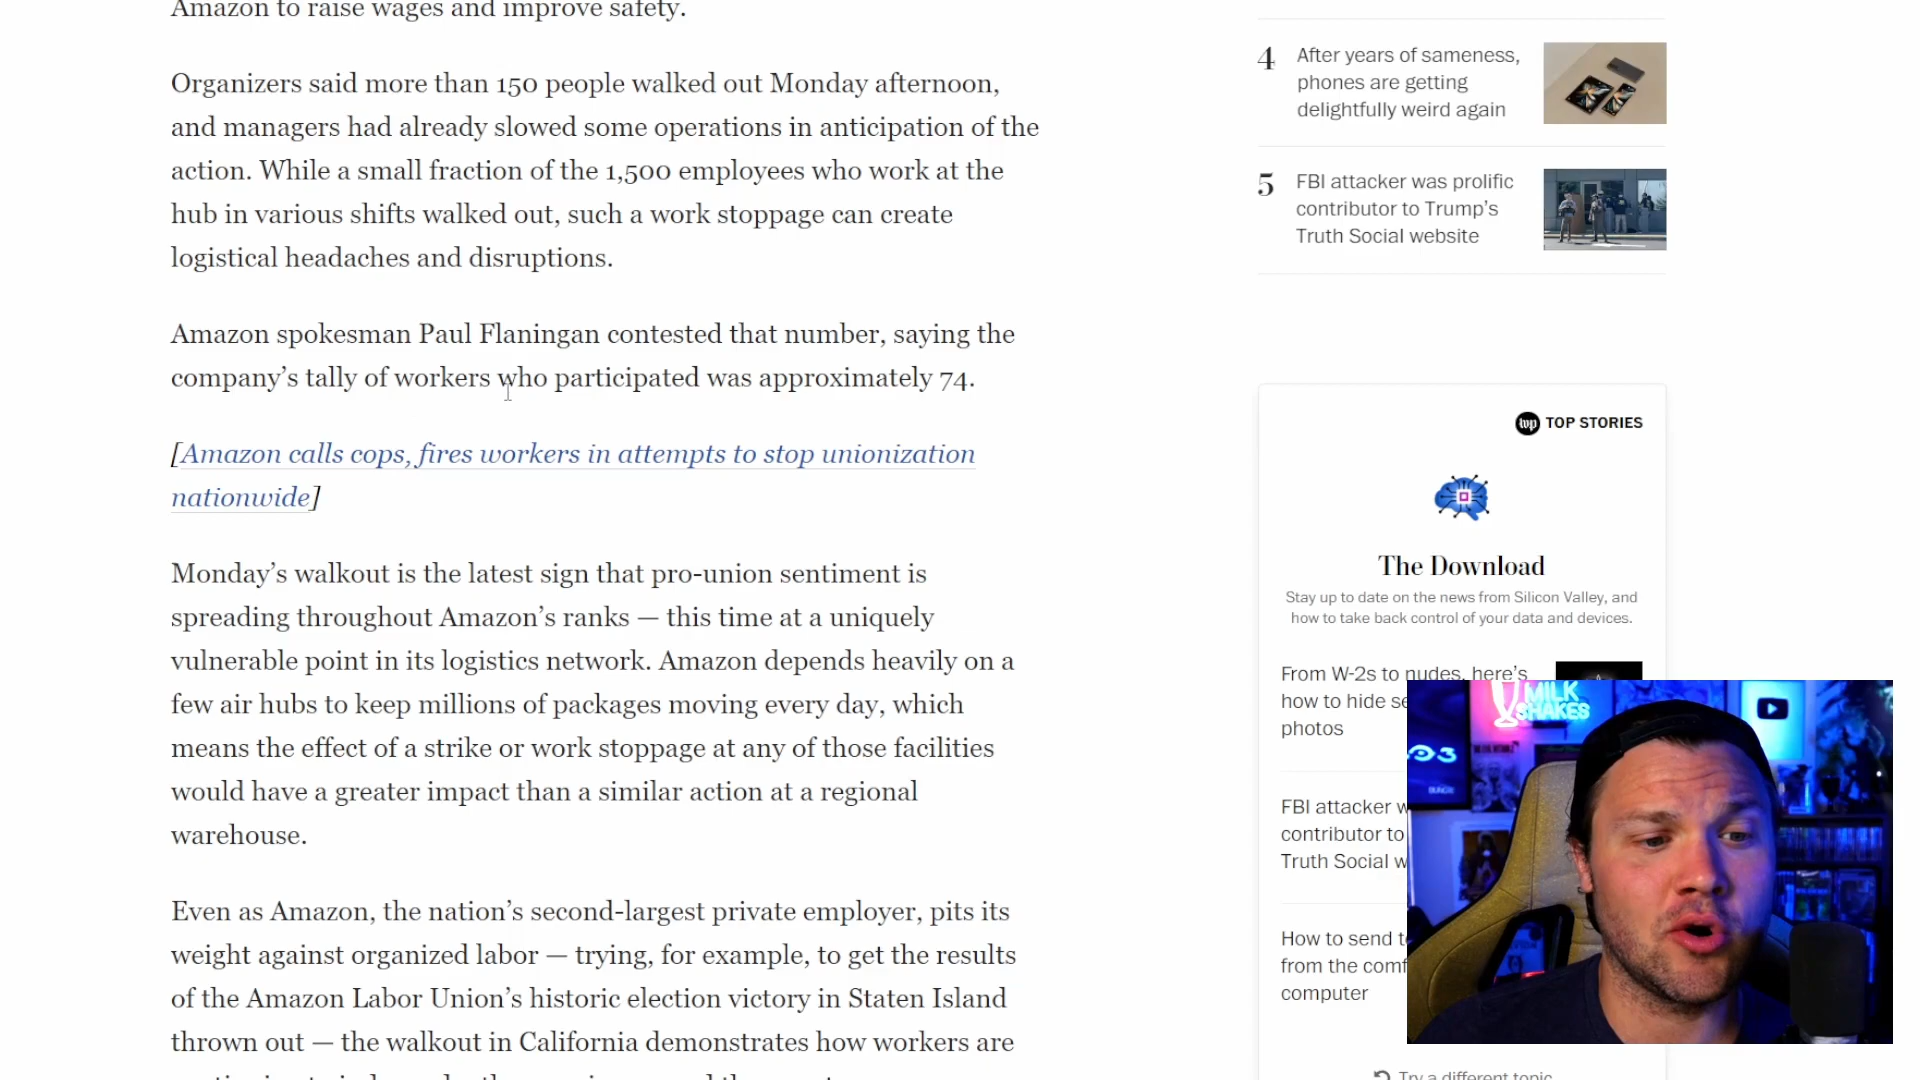 Amazon to raise wages and improve safety.
Organizers said more than 150 people walked out Monday afternoon,
and managers had already slowed some operations in anticipation of the
action. While a small fraction of the 1,500 employees who work at the
hub in various shifts walked out, such a work stoppage can create
logistical headaches and disruptions.
Amazon spokesman Paul Flaningan contested that number, saying the
company’s tally of workers who participated was approximately 74.
[Amazon calls cops, fires workers in attempts to stop unionization
nationwide]
Monday’s walkout is the latest sign that pro-union sentiment is
spreading throughout Amazon’s ranks — this time at a uniquely
vulnerable point in its logistics network. Amazon depends heavily on a
few air hubs to keep millions of packages moving every day, which
means the effect of a strike or work stoppage at any of those facilities
would have a greater impact than a similar action at a regional
warehouse.
Even as Amazon, the nation’s second-largest private employer, pits its
weight against organized labor — trying, for example, to get the results
of the Amazon Labor Union’s historic election victory in Staten Island
thrown out — the walkout in California demonstrates how workers are
4
After years of sameness,
phones are getting
delightfully weird again
5
FBI attacker was prolific
contributor to Trump’s
Truth Social website
wp TOP STORIES
The Download
Stay up to date on the news from Silicon Valley, and
how to take back control of your data and devices.
From W-2s to nudes, here’s
how to hide se
photos
FBI attacker w
contributor to
Truth Social w
How to send t
from the comf
computer
Try a different topic
MILK
SHAKES
3
BUNGIE